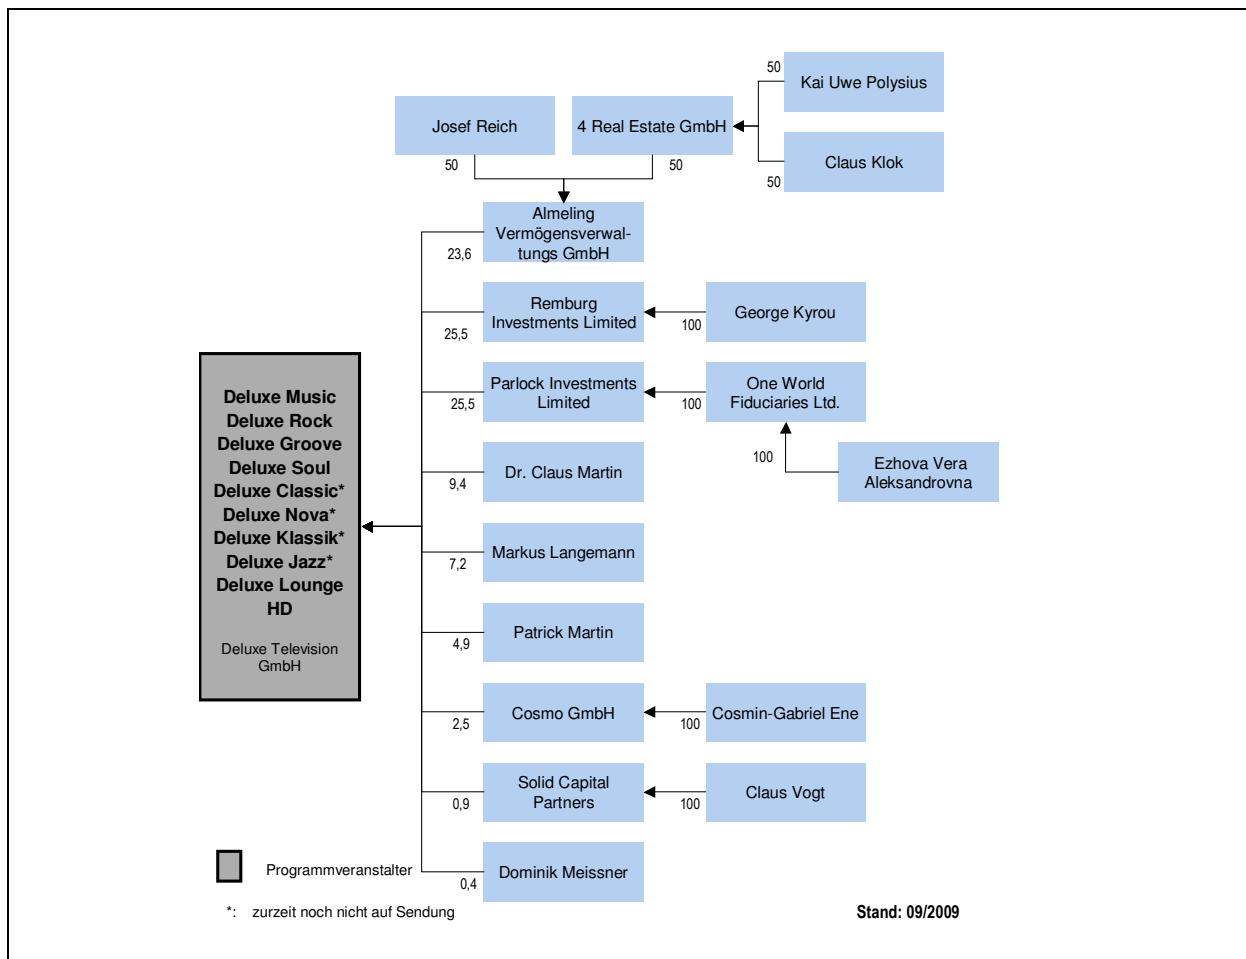 50
Kai Uwe Polysius
Josef Reich
4 Real Estate GmbH
Claus Klok
50
50
50
Almeling
Vermögensverwal-
tungs GmbH
23,6
Remburg
Investments Limited
George Kyrou
25,5
100
Parlock Investments
Limited
One World
Fiduciaries Ltd.
25,5
100
Deluxe Music
Deluxe Rock
Deluxe Groove
Deluxe Soul
Deluxe Classic*
Deluxe Nova*
Deluxe Klassik*
Deluxe Jazz*
Deluxe Lounge
HD
Deluxe Television
GmbH
100
Ezhova Vera
Aleksandrovna
Dr. Claus Martin
9,4
Markus Langemann
7,2
Patrick Martin
4,9
Cosmo GmbH
Cosmin-Gabriel Ene
2,5
100
Solid Capital
Partners
Claus Vogt
0,9
100
Dominik Meissner
0,4
Programmveranstalter
*: zurzeit noch nicht auf Sendung
Stand: 09/2009